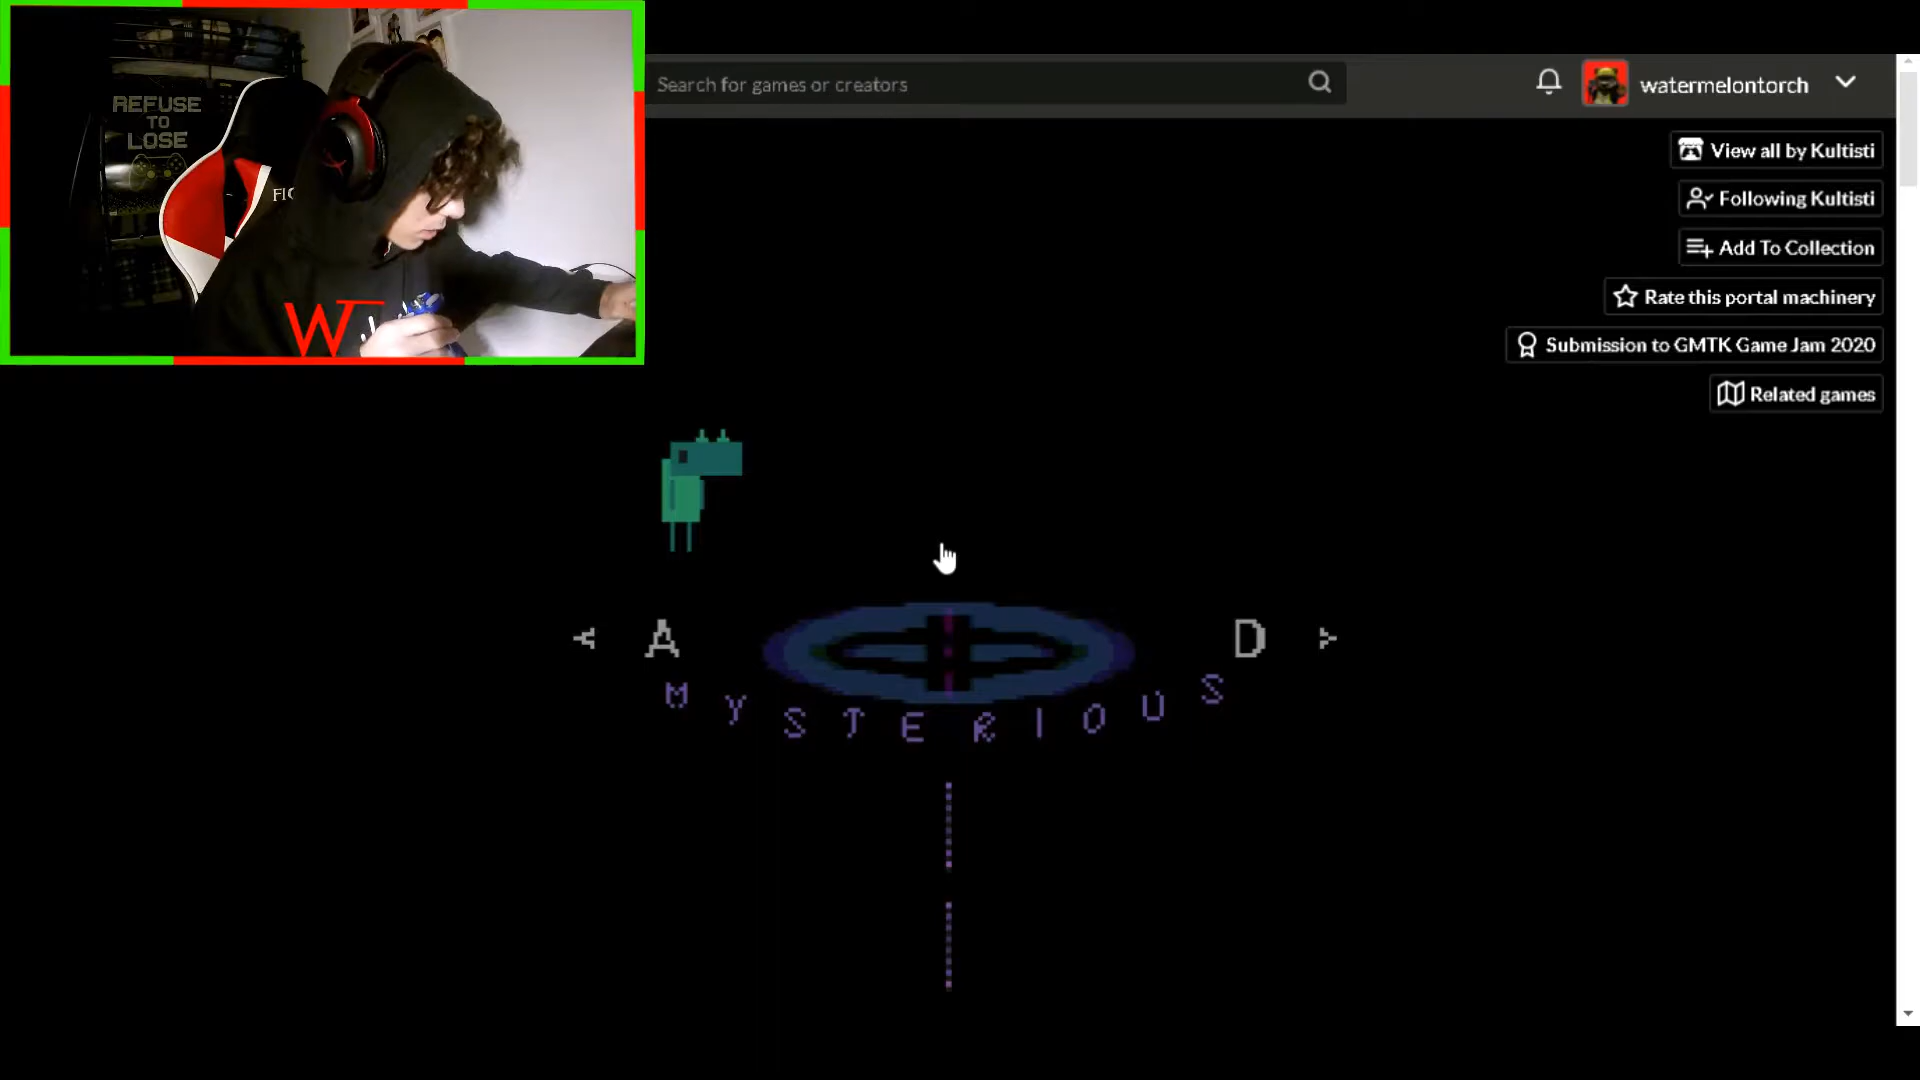 REFUSE
TO
LOSE
W
Search for games or creators
watermelontorch
View all by Kultisti
Following Kultisti
Add To Collection
Rate this portal machinery
Submission to GMTK Game Jam 2020
Related games
< A D >
MYSTERIOUS